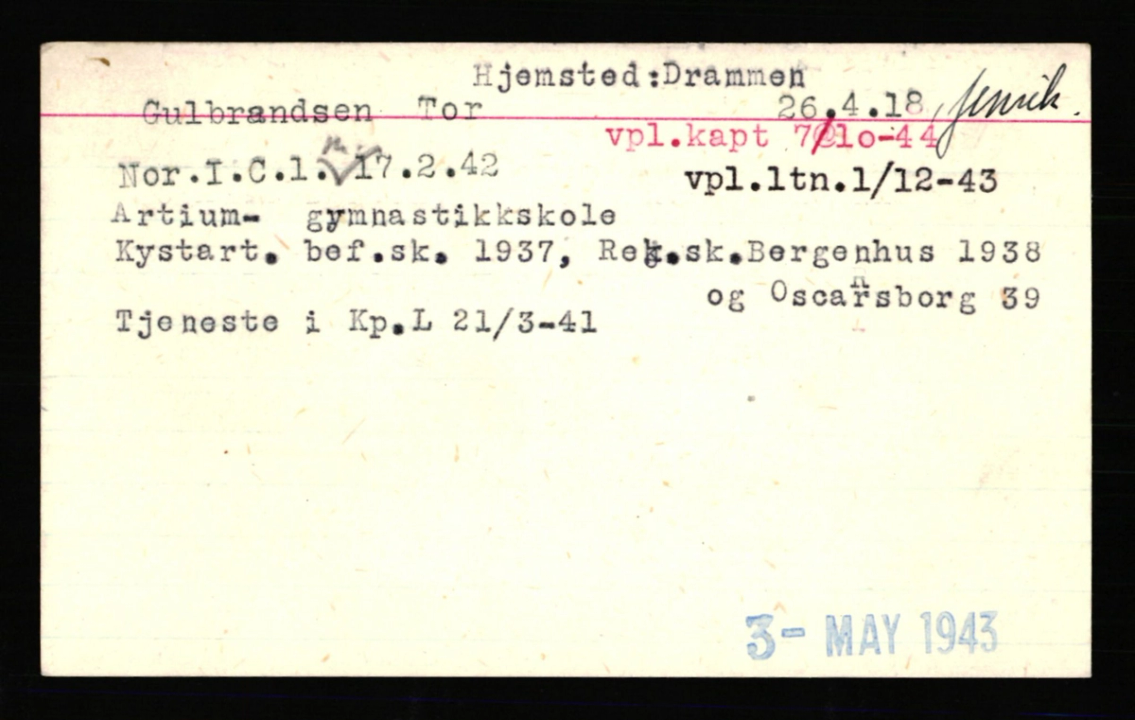 Hjemsted:Drammen
Gulbrandsen Tor 26.4.18, Henrik.
vpl.kapt 7/10-44
Nor.I.C.1. 17.2.42 vpl.ltn.1/12-43
Artium- gymnastikkskole
Kystart. bef.sk. 1937, Rek.sk.Bergenhus 1938
og Oscarsborg 39
Tjeneste i Kp.L 21/3-41
3- MAY 1943